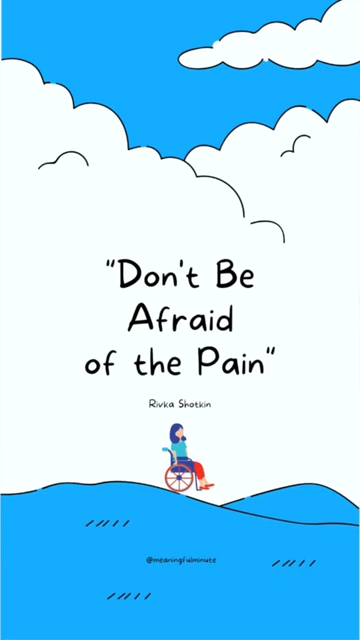 "Don't Be
Afraid
of the Pain"
Rivka Shotkin
@meaningfulminute